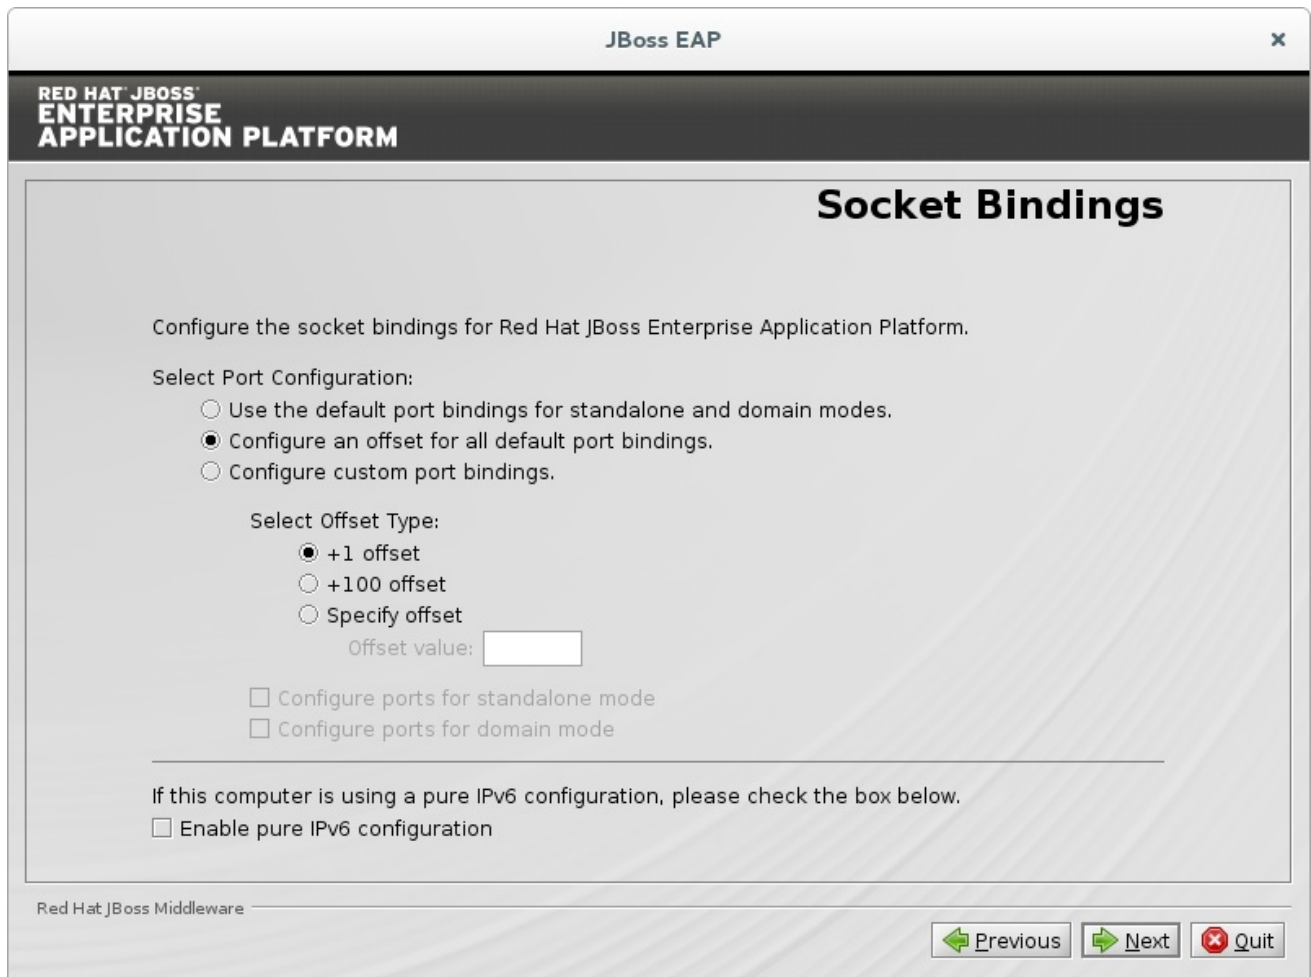 JBoss EAP
RED HAT JBOSS
ENTERPRISE
APPLICATION PLATFORM
Socket Bindings
Configure the socket bindings for Red Hat JBoss Enterprise Application Platform.
Select Port Configuration:
Use the default port bindings for standalone and domain modes.
Configure an offset for all default port bindings.
Configure custom port bindings.
Select Offset Type:
+1 offset
+100 offset
Specify offset
Offset value:
Configure ports for standalone mode
Configure ports for domain mode
If this computer is using a pure IPv6 configuration, please check the box below.
Enable pure IPv6 configuration
Red Hat JBoss Middleware
Previous Next Quit